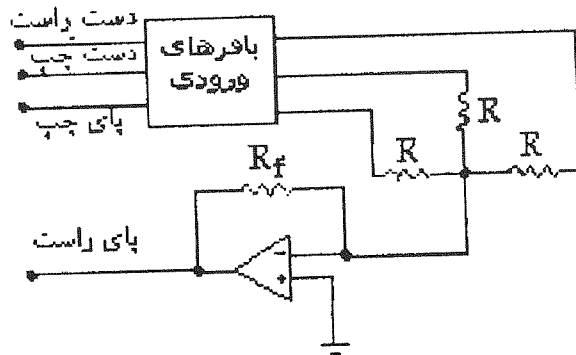 دست راست
دست چپ
پای چپ
بافرهای
ورودی
R
R
R
Rf
پای راست
-
+